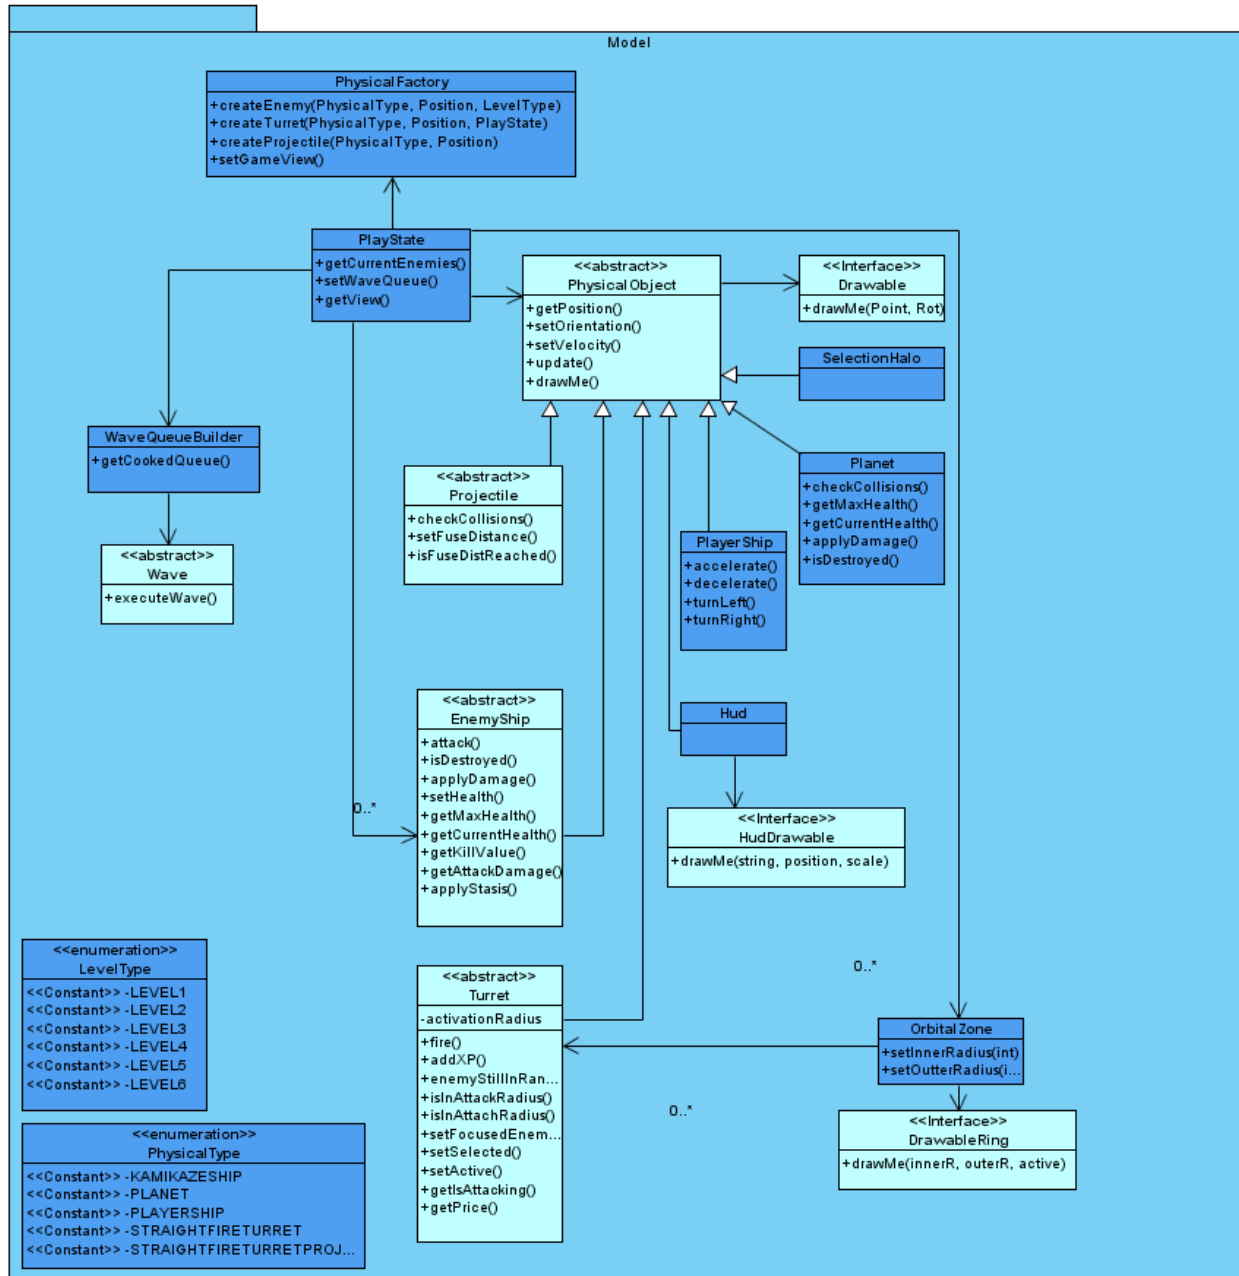 Model
PhysicalFactory
+createEnemy(PhysicalType, Position, LevelType)
+createTurret(PhysicalType, Position, PlayState)
+createProjectile(PhysicalType, Position)
+setGameView()
PlayState
+getCurrentEnemies()
+setWaveQueue()
+getView()
<<abstract>>
PhysicalObject
+getPosition()
+setOrientation()
+setVelocity()
+update()
+drawMe()
<<Interface>>
Drawable
+drawMe(Point, Rot)
SelectionHalo
WaveQueueBuilder
+getCookedQueue()
<<abstract>>
Wave
+executeWave()
<<abstract>>
Projectile
+checkCollisions()
+setFuseDistance()
+isFuseDistReached()
Planet
+checkCollisions()
+getMaxHealth()
+getCurrentHealth()
+applyDamage()
+isDestroyed()
PlayerShip
+accelerate()
+decelerate()
+turnLeft()
+turnRight()
<<abstract>>
EnemyShip
+attack()
+isDestroyed()
+applyDamage()
+setHealth()
+getMaxHealth()
+getCurrentHealth()
+getKillValue()
+getAttackDamage()
+applyStasis()
0..*
Hud
<<Interface>>
HudDrawable
+drawMe(string, position, scale)
<<enumeration>>
LevelType
<<Constant>> -LEVEL1
<<Constant>> -LEVEL2
<<Constant>> -LEVEL3
<<Constant>> -LEVEL4
<<Constant>> -LEVEL5
<<Constant>> -LEVEL6
<<abstract>>
Turret
-activationRadius
+fire()
+addXP()
+enemyStillInRan...
+isInAttackRadius()
+isInAttachRadius()
+setFocusedEnem...
+setSelected()
+setActive()
+getIsAttacking()
+getPrice()
0..*
OrbitalZone
+setInnerRadius(int)
+setOutterRadius(i...
0..*
<<Interface>>
DrawableRing
+drawMe(innerR, outerR, active)
<<enumeration>>
PhysicalType
<<Constant>> -KAMIKAZESHIP
<<Constant>> -PLANET
<<Constant>> -PLAYERSHIP
<<Constant>> -STRAIGHTFIRETURRET
<<Constant>> -STRAIGHTFIRETURRETPROJ...